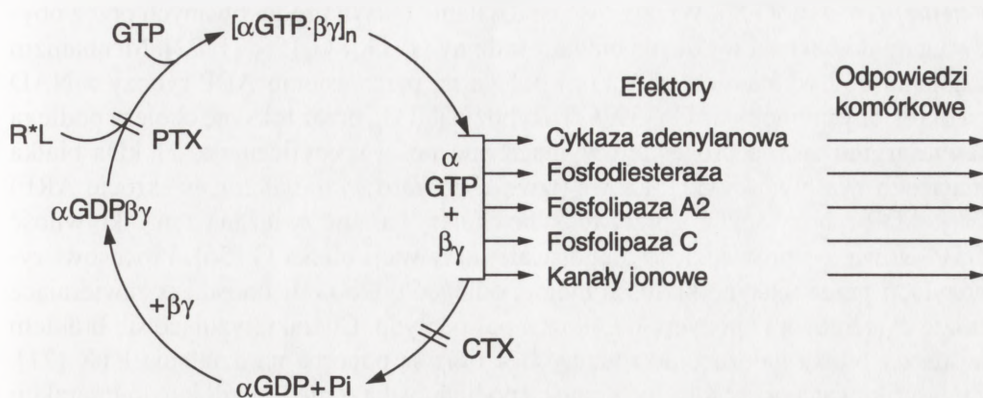 GTP
[αGTP·βγ]n
R*L
PTX
αGDPβγ
+βγ
αGDP+Pi
CTX
α
GTP
+
βγ
Efektory
Cyklaza adenylanowa
Fosfodiesteraza
Fosfolipaza A2
Fosfolipaza C
Kanały jonowe
Odpowiedzi
komórkowe